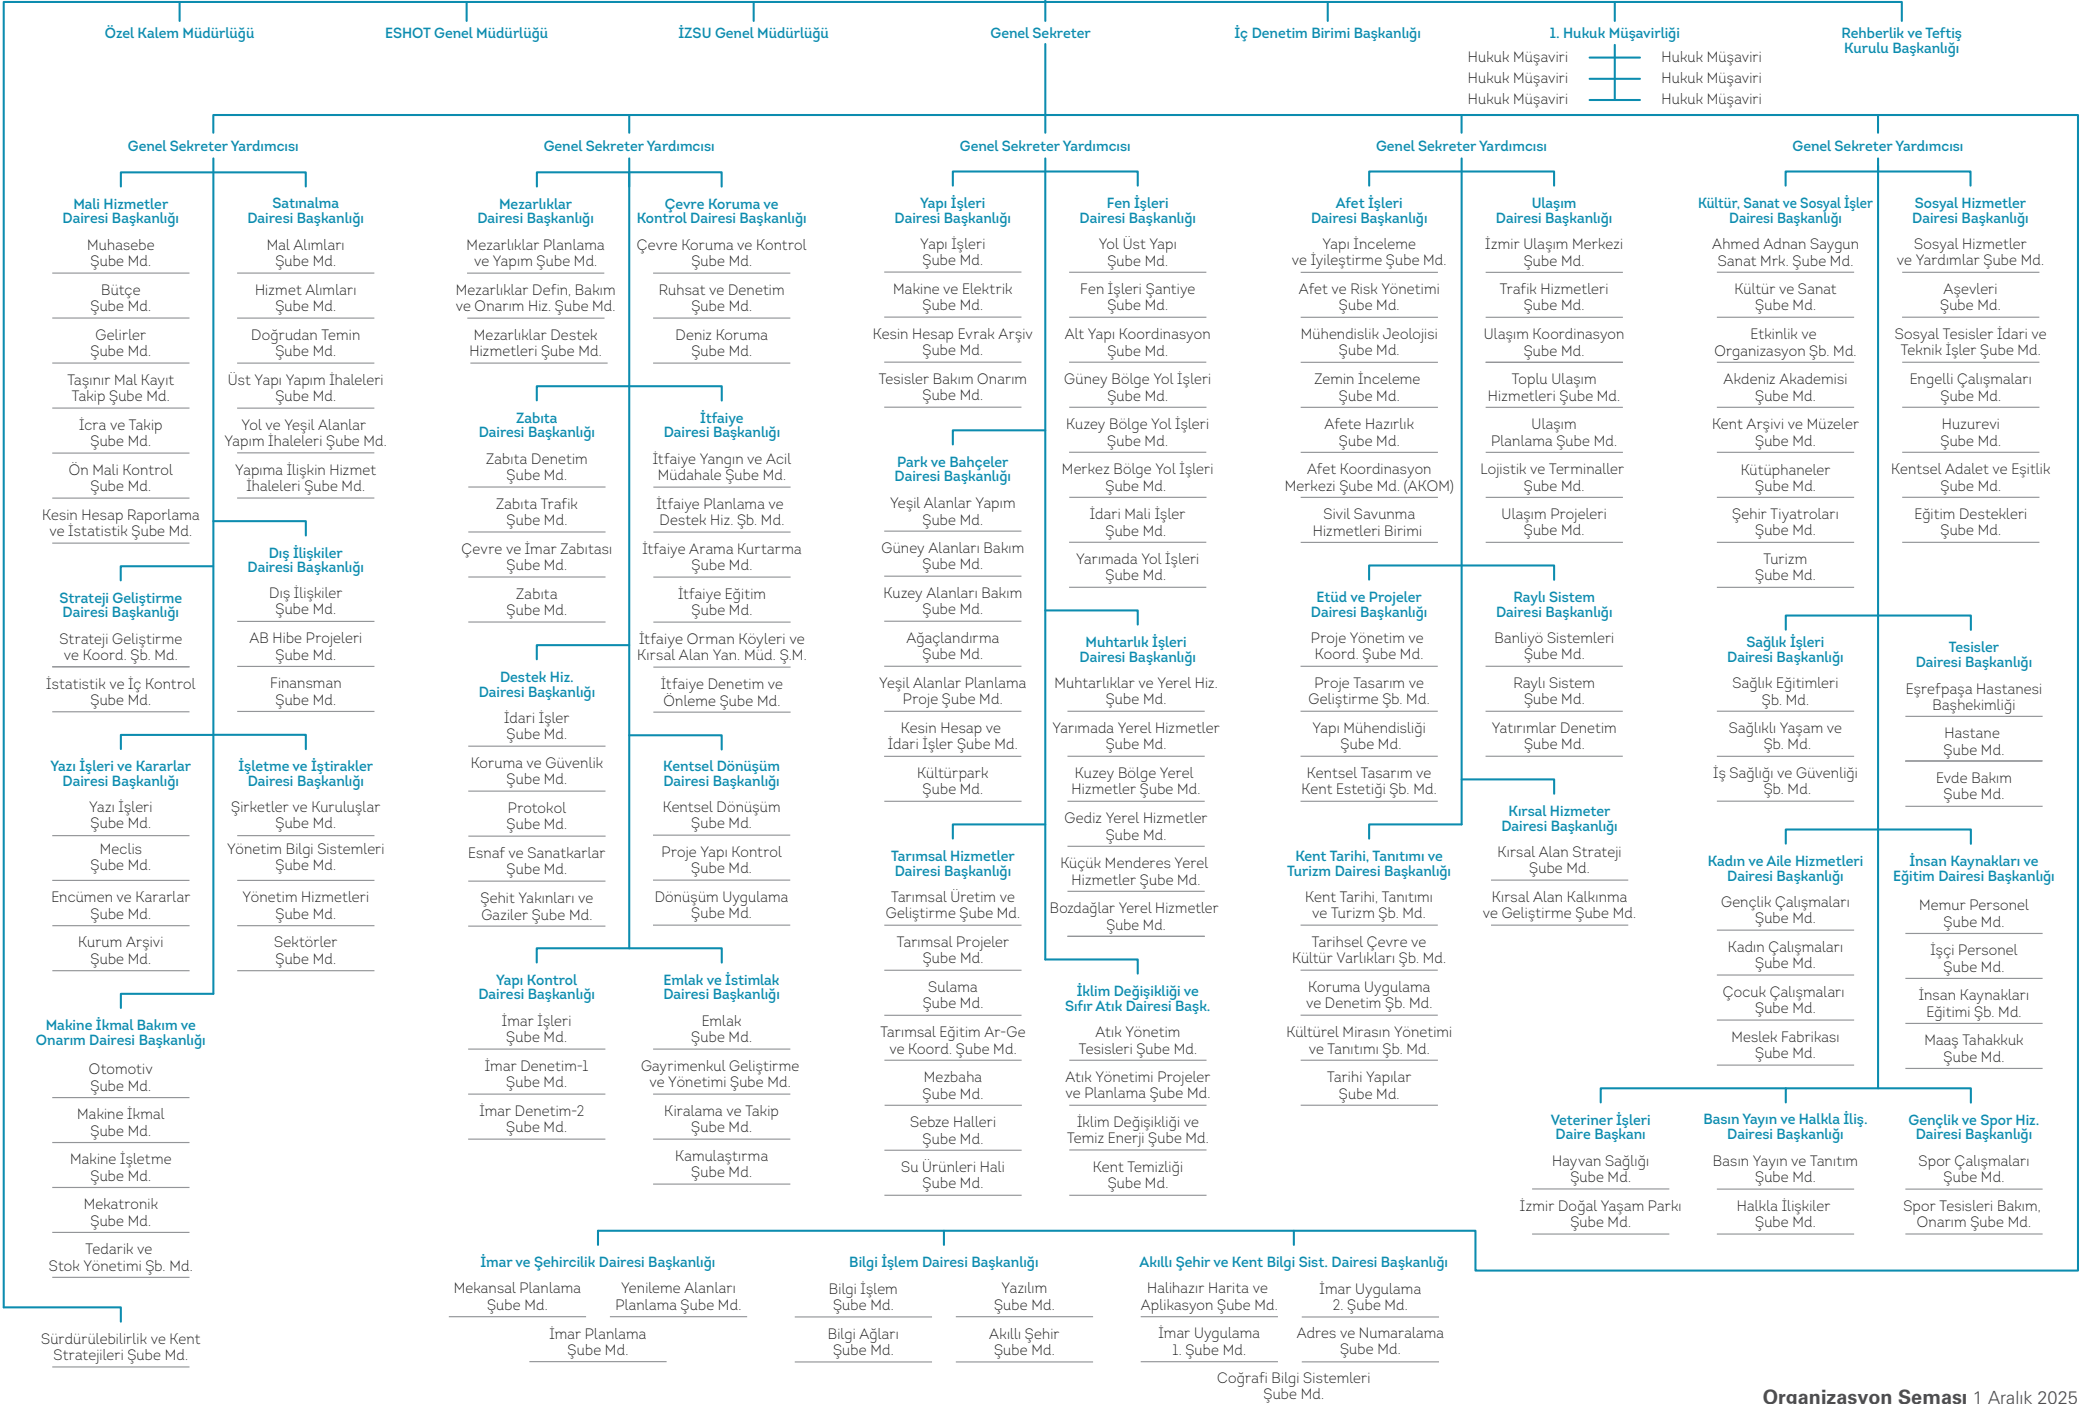 Özel Kalem Müdürlüğü
ESHOT Genel Müdürlüğü
İZSU Genel Müdürlüğü
Genel Sekreter
İç Denetim Birimi Başkanlığı
1. Hukuk Müşavirliği
Hukuk Müşaviri
Hukuk Müşaviri
Hukuk Müşaviri
Hukuk Müşaviri
Hukuk Müşaviri
Hukuk Müşaviri
Rehberlik ve Teftiş
Kurulu Başkanlığı
Genel Sekreter Yardımcısı
Mali Hizmetler
Dairesi Başkanlığı
Muhasebe
Şube Md.
Bütçe
Şube Md.
Gelirler
Şube Md.
Taşınır Mal Kayıt
Takip Şube Md.
İcra ve Takip
Şube Md.
Ön Mali Kontrol
Şube Md.
Kesin Hesap Raporlama
ve İstatistik Şube Md.
Satınalma
Dairesi Başkanlığı
Mal Alımları
Şube Md.
Hizmet Alımları
Şube Md.
Doğrudan Temin
Şube Md.
Üst Yapı Yapım İhaleleri
Şube Md.
Yol ve Yeşil Alanlar
Yapım İhaleleri Şube Md.
Yapıma İlişkin Hizmet
İhaleleri Şube Md.
Dış İlişkiler
Dairesi Başkanlığı
Dış İlişkiler
Şube Md.
AB Hibe Projeleri
Şube Md.
Finansman
Şube Md.
Strateji Geliştirme
Dairesi Başkanlığı
Strateji Geliştirme
ve Koord. Şb. Md.
İstatistik ve İç Kontrol
Şube Md.
Yazı İşleri ve Kararlar
Dairesi Başkanlığı
Yazı İşleri
Şube Md.
Meclis
Şube Md.
Encümen ve Kararlar
Şube Md.
Kurum Arşivi
Şube Md.
İşletme ve İştirakler
Dairesi Başkanlığı
Şirketler ve Kuruluşlar
Şube Md.
Yönetim Bilgi Sistemleri
Şube Md.
Yönetim Hizmetleri
Şube Md.
Sektörler
Şube Md.
Makine İkmal Bakım ve
Onarım Dairesi Başkanlığı
Otomotiv
Şube Md.
Makine İkmal
Şube Md.
Makine İşletme
Şube Md.
Mekatronik
Şube Md.
Tedarik ve
Stok Yönetimi Şb. Md.
Sürdürülebilirlik ve Kent
Stratejileri Şube Md.
Genel Sekreter Yardımcısı
Mezarlıklar
Dairesi Başkanlığı
Mezarlıklar Planlama
ve Yapım Şube Md.
Mezarlıklar Defin, Bakım
ve Onarım Hiz. Şube Md.
Mezarlıklar Destek
Hizmetleri Şube Md.
Çevre Koruma ve
Kontrol Dairesi Başkanlığı
Çevre Koruma ve Kontrol
Şube Md.
Ruhsat ve Denetim
Şube Md.
Deniz Koruma
Şube Md.
Zabıta
Dairesi Başkanlığı
Zabıta Denetim
Şube Md.
Zabıta Trafik
Şube Md.
Çevre ve İmar Zabıtası
Şube Md.
Zabıta
Şube Md.
İtfaiye
Dairesi Başkanlığı
İtfaiye Yangın ve Acil
Müdahale Şube Md.
İtfaiye Planlama ve
Destek Hiz. Şb. Md.
İtfaiye Arama Kurtarma
Şube Md.
İtfaiye Eğitim
Şube Md.
İtfaiye Orman Köyleri ve
Kırsal Alan Yan. Müd. Ş.M.
İtfaiye Denetim ve
Önleme Şube Md.
Destek Hiz.
Dairesi Başkanlığı
İdari İşler
Şube Md.
Koruma ve Güvenlik
Şube Md.
Protokol
Şube Md.
Esnaf ve Sanatkarlar
Şube Md.
Şehit Yakınları ve
Gaziler Şube Md.
Kentsel Dönüşüm
Dairesi Başkanlığı
Kentsel Dönüşüm
Şube Md.
Proje Yapı Kontrol
Şube Md.
Dönüşüm Uygulama
Şube Md.
Yapı Kontrol
Dairesi Başkanlığı
İmar İşleri
Şube Md.
İmar Denetim-1
Şube Md.
İmar Denetim-2
Şube Md.
Emlak ve İstimlak
Dairesi Başkanlığı
Emlak
Şube Md.
Gayrimenkul Geliştirme
ve Yönetimi Şube Md.
Kiralama ve Takip
Şube Md.
Kamulaştırma
Şube Md.
Genel Sekreter Yardımcısı
Yapı İşleri
Dairesi Başkanlığı
Yapı İşleri
Şube Md.
Makine ve Elektrik
Şube Md.
Kesin Hesap Evrak Arşiv
Şube Md.
Tesisler Bakım Onarım
Şube Md.
Fen İşleri
Dairesi Başkanlığı
Yol Üst Yapı
Şube Md.
Fen İşleri Şantiye
Şube Md.
Alt Yapı Koordinasyon
Şube Md.
Güney Bölge Yol İşleri
Şube Md.
Kuzey Bölge Yol İşleri
Şube Md.
Merkez Bölge Yol İşleri
Şube Md.
İdari Mali İşler
Şube Md.
Yarımada Yol İşleri
Şube Md.
Park ve Bahçeler
Dairesi Başkanlığı
Yeşil Alanlar Yapım
Şube Md.
Güney Alanları Bakım
Şube Md.
Kuzey Alanları Bakım
Şube Md.
Ağaçlandırma
Şube Md.
Yeşil Alanlar Planlama
Proje Şube Md.
Kesin Hesap ve
İdari İşler Şube Md.
Kültürpark
Şube Md.
Muhtarlık İşleri
Dairesi Başkanlığı
Muhtarlıklar ve Yerel Hiz.
Şube Md.
Yarımada Yerel Hizmetler
Şube Md.
Kuzey Bölge Yerel
Hizmetler Şube Md.
Gediz Yerel Hizmetler
Şube Md.
Küçük Menderes Yerel
Hizmetler Şube Md.
Bozdağlar Yerel Hizmetler
Şube Md.
Tarımsal Hizmetler
Dairesi Başkanlığı
Tarımsal Üretim ve
Geliştirme Şube Md.
Tarımsal Projeler
Şube Md.
Sulama
Şube Md.
Tarımsal Eğitim Ar-Ge
ve Koord. Şube Md.
Mezbaha
Şube Md.
Sebze Halleri
Şube Md.
Su Ürünleri Hali
Şube Md.
İklim Değişikliği ve
Sıfır Atık Dairesi Başk.
Atık Yönetim
Tesisleri Şube Md.
Atık Yönetimi Projeler
ve Planlama Şube Md.
İklim Değişikliği ve
Temiz Enerji Şube Md.
Kent Temizliği
Şube Md.
Genel Sekreter Yardımcısı
Afet İşleri
Dairesi Başkanlığı
Yapı İnceleme
ve İyileştirme Şube Md.
Afet ve Risk Yönetimi
Şube Md.
Mühendislik Jeolojisi
Şube Md.
Zemin İnceleme
Şube Md.
Afete Hazırlık
Şube Md.
Afet Koordinasyon
Merkezi Şube Md. (AKOM)
Sivil Savunma
Hizmetleri Birimi
Ulaşım
Dairesi Başkanlığı
İzmir Ulaşım Merkezi
Şube Md.
Trafik Hizmetleri
Şube Md.
Ulaşım Koordinasyon
Şube Md.
Toplu Ulaşım
Hizmetleri Şube Md.
Ulaşım
Planlama Şube Md.
Lojistik ve Terminaller
Şube Md.
Ulaşım Projeleri
Şube Md.
Etüd ve Projeler
Dairesi Başkanlığı
Proje Yönetim ve
Koord. Şube Md.
Proje Tasarım ve
Geliştirme Şb. Md.
Yapı Mühendisliği
Şube Md.
Kentsel Tasarım ve
Kent Estetiği Şb. Md.
Raylı Sistem
Dairesi Başkanlığı
Banliyö Sistemleri
Şube Md.
Raylı Sistem
Şube Md.
Yatırımlar Denetim
Şube Md.
Kırsal Hizmeter
Dairesi Başkanlığı
Kırsal Alan Strateji
Şube Md.
Kırsal Alan Kalkınma
ve Geliştirme Şube Md.
Kent Tarihi, Tanıtımı ve
Turizm Dairesi Başkanlığı
Kent Tarihi, Tanıtımı
ve Turizm Şb. Md.
Tarihsel Çevre ve
Kültür Varlıkları Şb. Md.
Koruma Uygulama
ve Denetim Şb. Md.
Kültürel Mirasın Yönetimi
ve Tanıtımı Şb. Md.
Tarihi Yapılar
Şube Md.
Genel Sekreter Yardımcısı
Kültür, Sanat ve Sosyal İşler
Dairesi Başkanlığı
Ahmed Adnan Saygun
Sanat Mrk. Şube Md.
Kültür ve Sanat
Şube Md.
Etkinlik ve
Organizasyon Şb. Md.
Akdeniz Akademisi
Şube Md.
Kent Arşivi ve Müzeler
Şube Md.
Kütüphaneler
Şube Md.
Şehir Tiyatroları
Şube Md.
Turizm
Şube Md.
Sosyal Hizmetler
Dairesi Başkanlığı
Sosyal Hizmetler
ve Yardımlar Şube Md.
Aşevleri
Şube Md.
Sosyal Tesisler İdari ve
Teknik İşler Şube Md.
Engelli Çalışmaları
Şube Md.
Huzurevi
Şube Md.
Kentsel Adalet ve Eşitlik
Şube Md.
Eğitim Destekleri
Şube Md.
Sağlık İşleri
Dairesi Başkanlığı
Sağlık Eğitimleri
Şb. Md.
Sağlıklı Yaşam ve
Şb. Md.
İş Sağlığı ve Güvenliği
Şb. Md.
Tesisler
Dairesi Başkanlığı
Eşrefpaşa Hastanesi
Başhekimliği
Hastane
Şube Md.
Evde Bakım
Şube Md.
Kadın ve Aile Hizmetleri
Dairesi Başkanlığı
Gençlik Çalışmaları
Şube Md.
Kadın Çalışmaları
Şube Md.
Çocuk Çalışmaları
Şube Md.
Meslek Fabrikası
Şube Md.
İnsan Kaynakları ve
Eğitim Dairesi Başkanlığı
Memur Personel
Şube Md.
İşçi Personel
Şube Md.
İnsan Kaynakları
Eğitimi Şb. Md.
Maaş Tahakkuk
Şube Md.
Veteriner İşleri
Daire Başkanı
Hayvan Sağlığı
Şube Md.
İzmir Doğal Yaşam Parkı
Şube Md.
Basın Yayın ve Halkla İliş.
Dairesi Başkanlığı
Basın Yayın ve Tanıtım
Şube Md.
Halkla İlişkiler
Şube Md.
Gençlik ve Spor Hiz.
Dairesi Başkanlığı
Spor Çalışmaları
Şube Md.
Spor Tesisleri Bakım,
Onarım Şube Md.
İmar ve Şehircilik Dairesi Başkanlığı
Mekansal Planlama
Şube Md.
Yenileme Alanları
Planlama Şube Md.
İmar Planlama
Şube Md.
Bilgi İşlem Dairesi Başkanlığı
Bilgi İşlem
Şube Md.
Yazılım
Şube Md.
Bilgi Ağları
Şube Md.
Akıllı Şehir
Şube Md.
Akıllı Şehir ve Kent Bilgi Sist. Dairesi Başkanlığı
Halihazır Harita ve
Aplikasyon Şube Md.
İmar Uygulama
2. Şube Md.
İmar Uygulama
1. Şube Md.
Adres ve Numaralama
Şube Md.
Coğrafi Bilgi Sistemleri
Şube Md.
Organizasyon Şeması 1 Aralık 2025